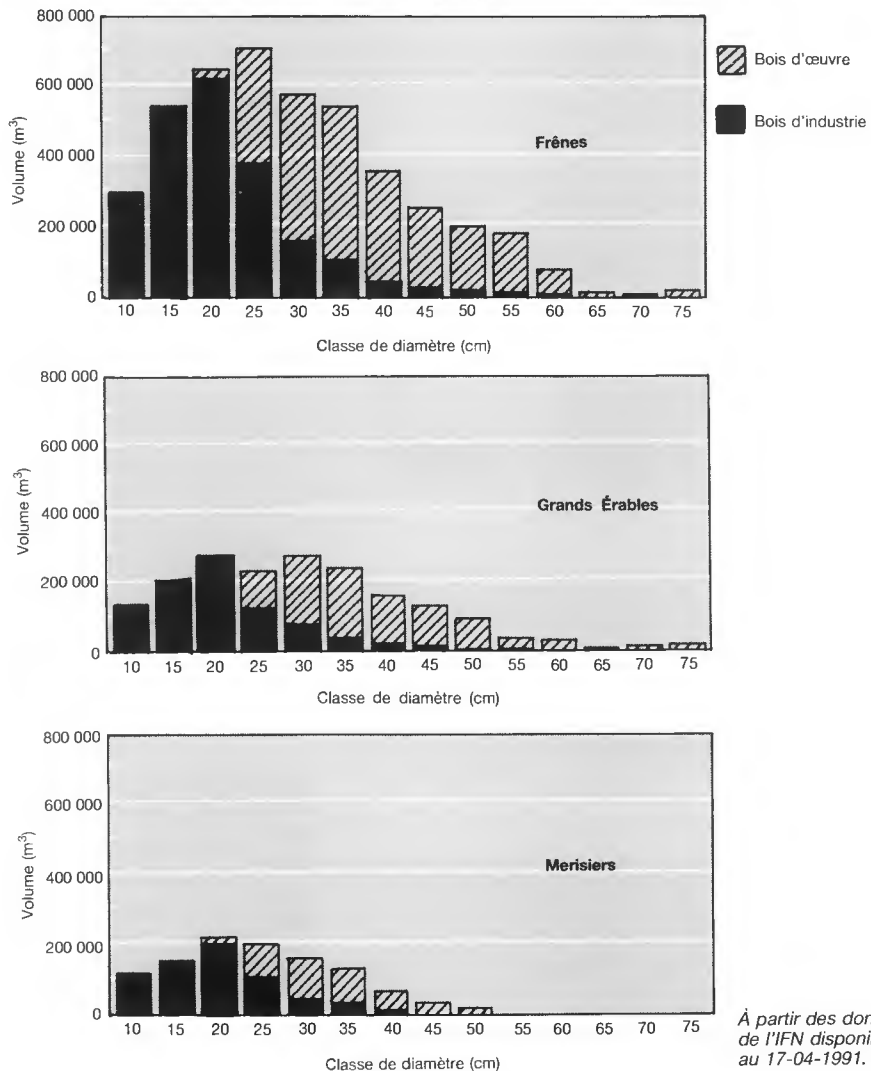 800 000
600 000
400 000
200 000
0
Volume (m³)
Frênes
10 15 20 25 30 35 40 45 50 55 60 65 70 75
Classe de diamètre (cm)
Bois d'œuvre
Bois d'industrie
800 000
600 000
400 000
200 000
0
Volume (m³)
Grands Érables
10 15 20 25 30 35 40 45 50 55 60 65 70 75
Classe de diamètre (cm)
800 000
600 000
400 000
200 000
0
Volume (m³)
Merisiers
10 15 20 25 30 35 40 45 50 55 60 65 70 75
Classe de diamètre (cm)
À partir des
de l'IFN
au 17-04-1991.